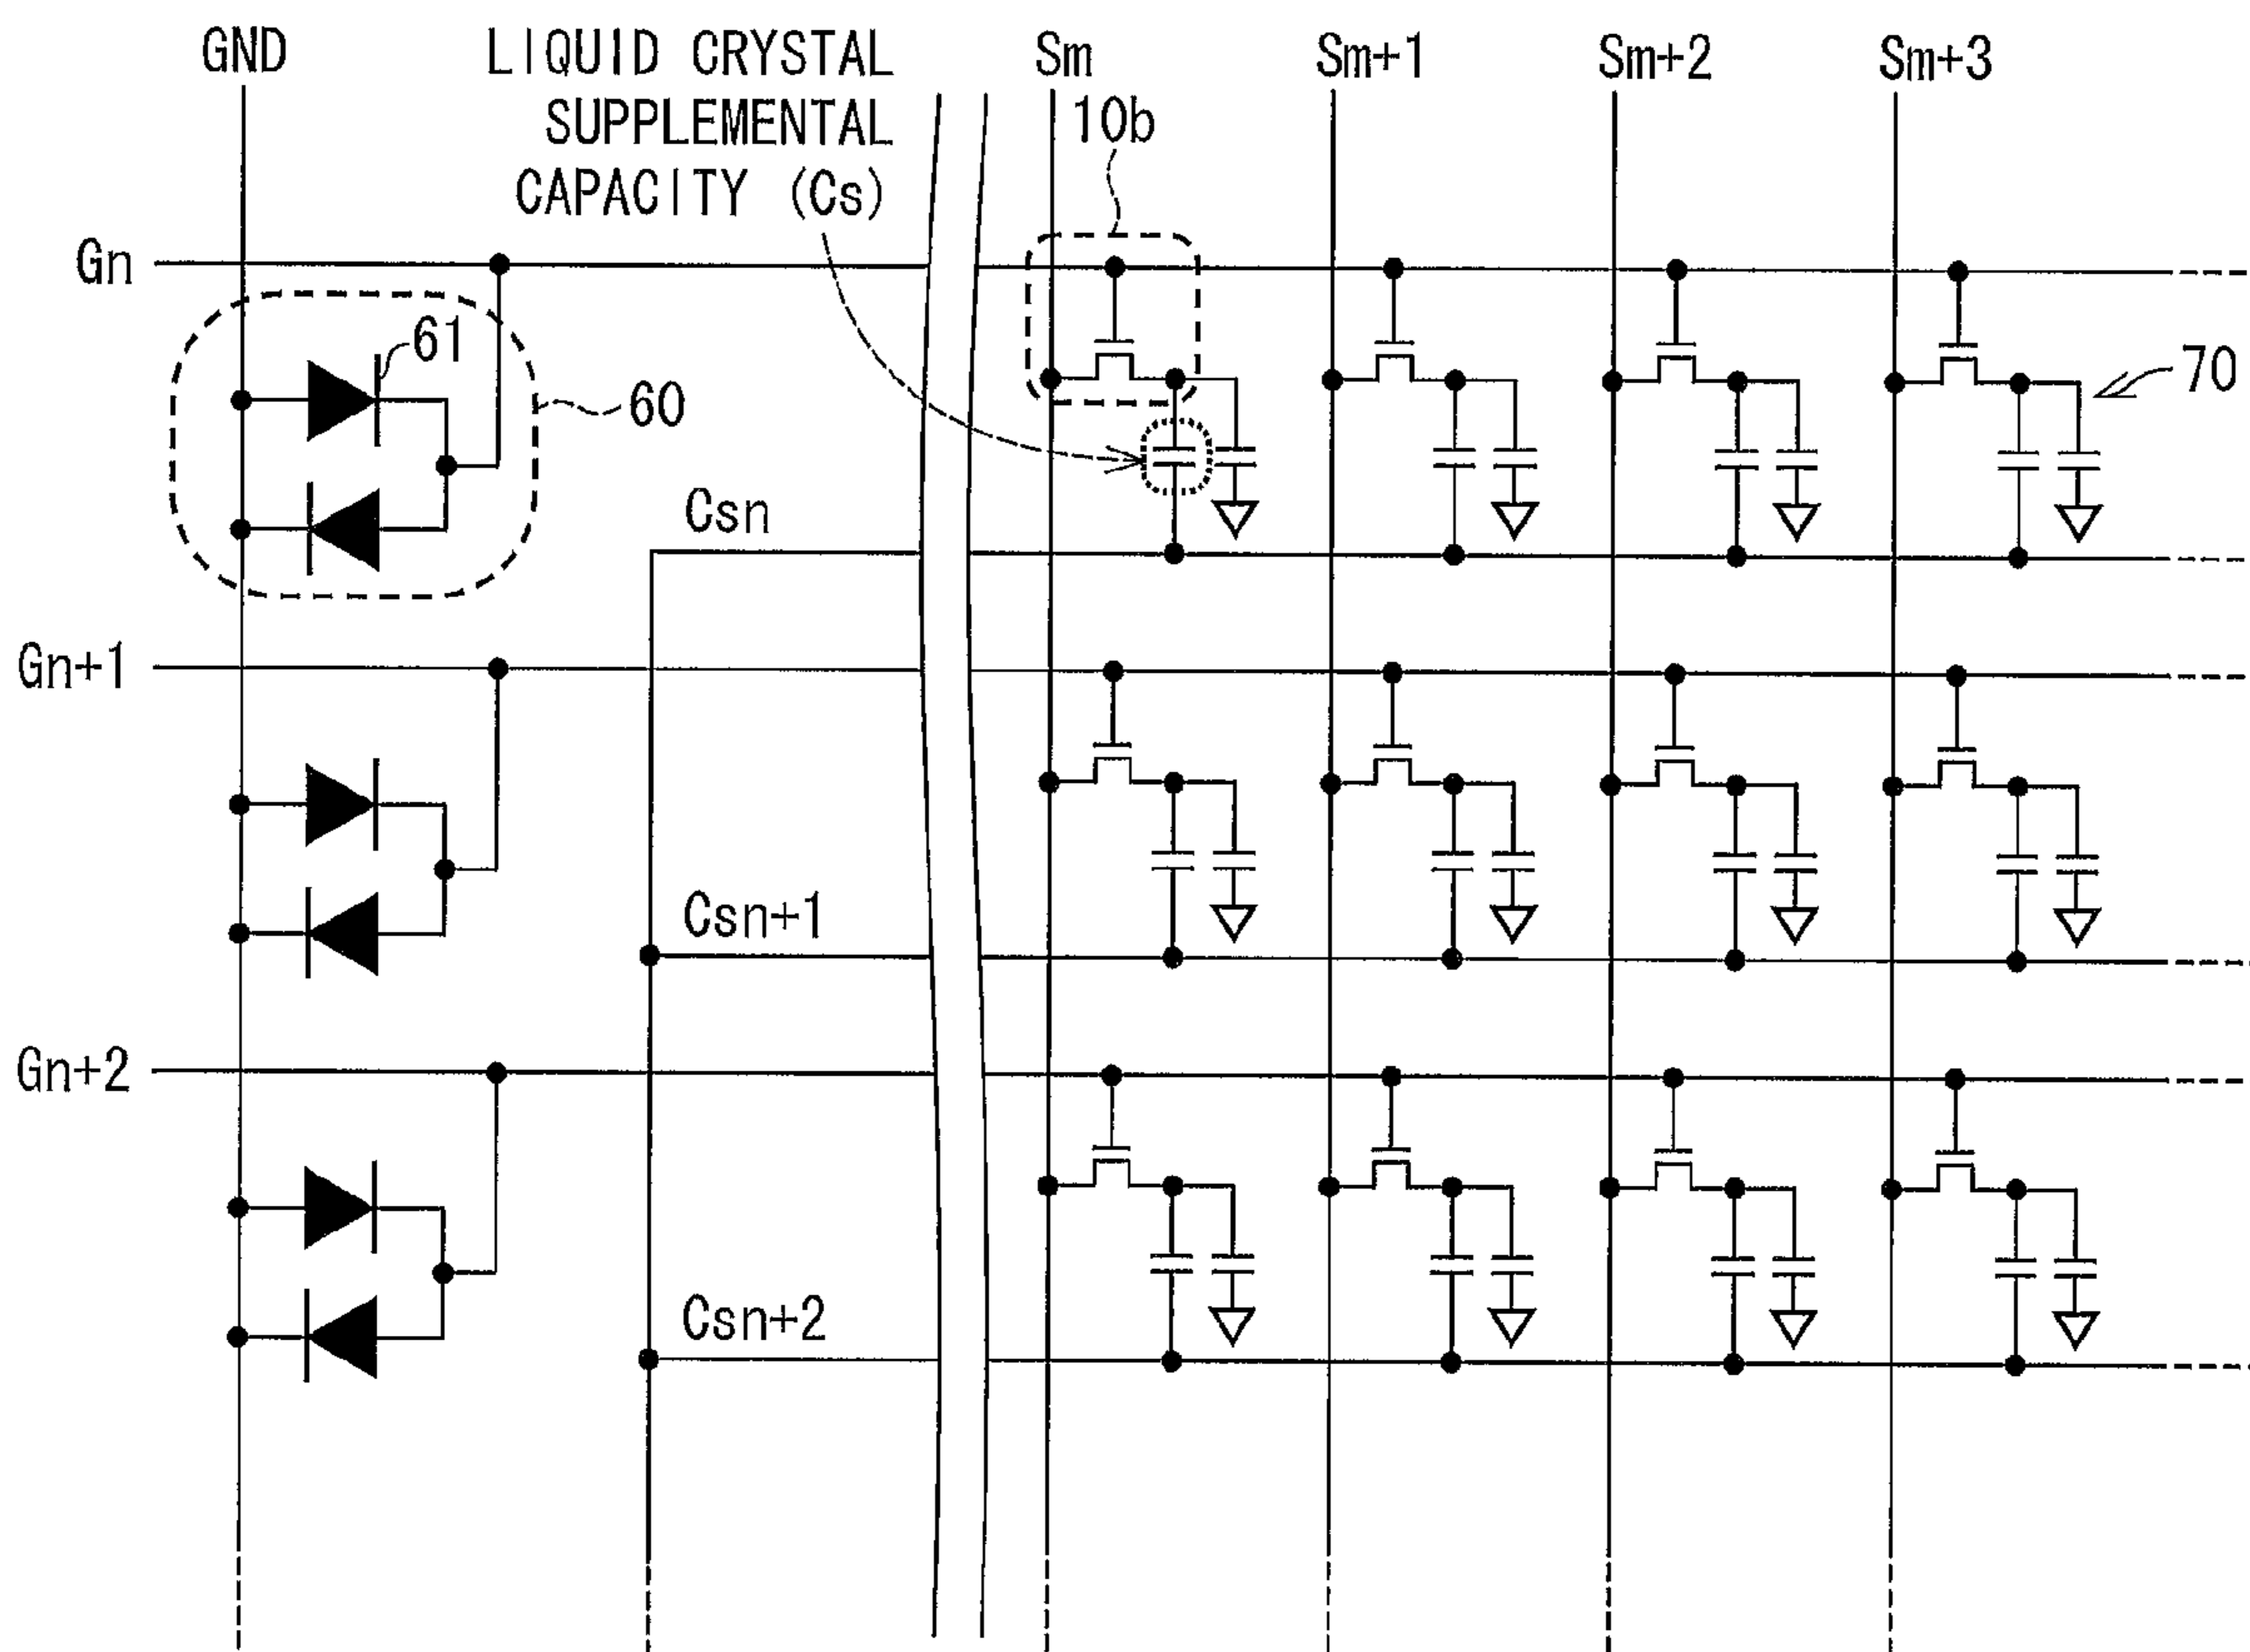 GND
LIQUID CRYSTAL
SUPPLEMENTAL
CAPACITY (Cs)
Sm
Sm+1
Sm+2
Sm+3
10b
Gn
61
60
70
Csn
Gn+1
Csn+1
Gn+2
Csn+2